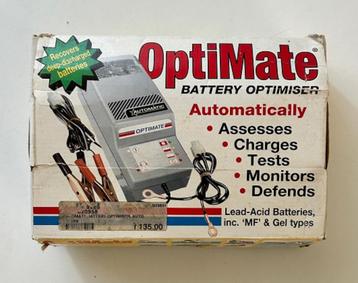 Recovers
deep-discharged
batteries
OptiMate®
BATTERY OPTIMISER
Automatically
• Assesses
• Charges
• Tests
• Monitors
• Defends
AUTOMATIC
OPTIMATE
135.00
Lead-Acid Batteries,
inc. 'MF' & Gel types